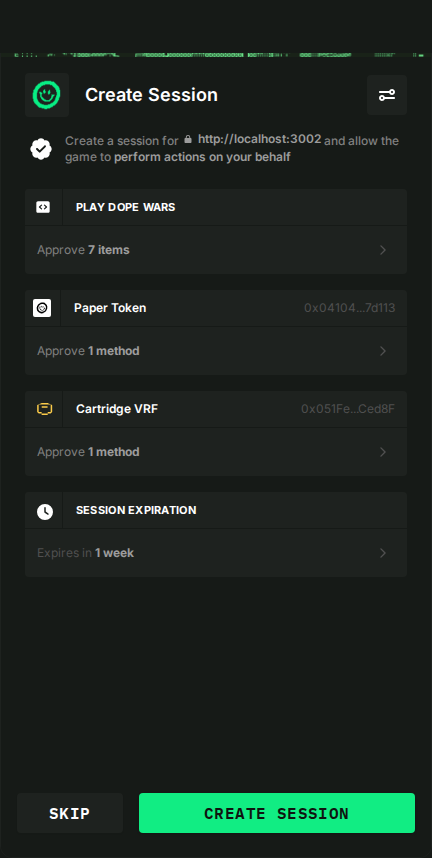 Create Session
Create a session for http://localhost:3002 and allow the
game to perform actions on your behalf
PLAY DOPE WARS
Approve 7 items
Paper Token 0x04104...7d113
Approve 1 method
Cartridge VRF 0x051Fe...Ced8F
Approve 1 method
SESSION EXPIRATION
Expires in 1 week
SKIP CREATE SESSION